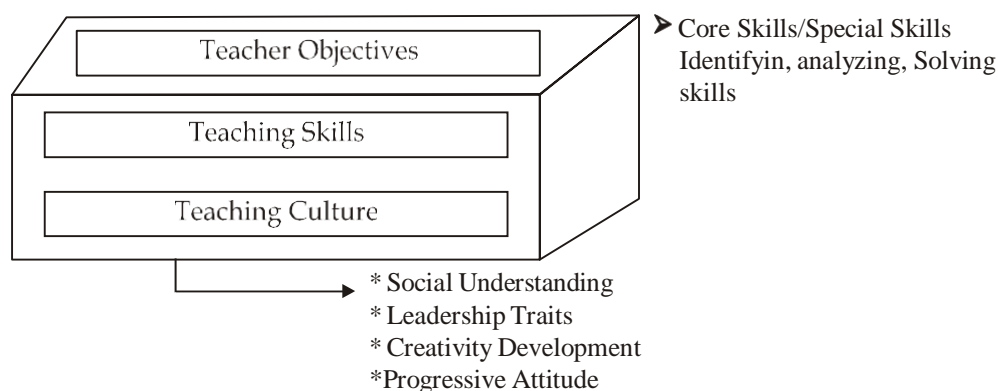 Teacher Objectives
➤ Core Skills/Special Skills
Identifyin, analyzing, Solving
skills
Teaching Skills
Teaching Culture
* Social Understanding
* Leadership Traits
* Creativity Development
*Progressive Attitude